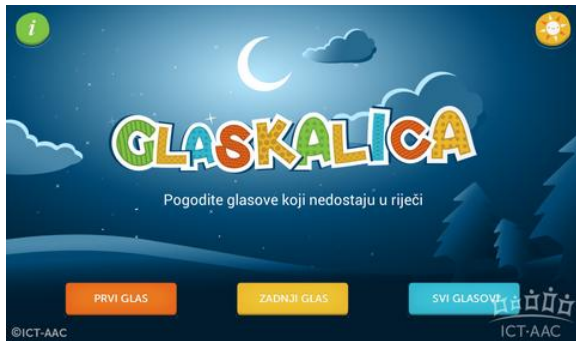 i
GLASKALICA
Pogodite glasove koji nedostaju u riječi
PRVI GLAS
ZADNJI GLAS
SVI GLASOVI
©ICT-AAC
ICT-AAC